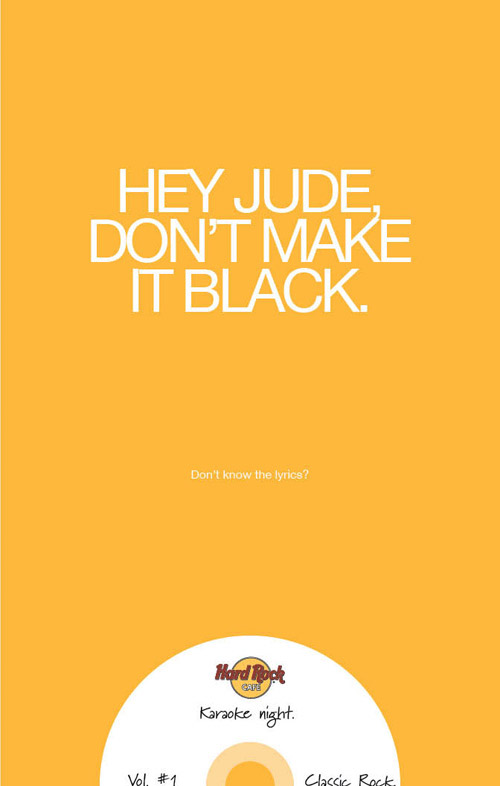 HEY JUDE,
DON'T MAKE
IT BLACK.
Don't know the lyrics?
Hard Rock
CAFE
Karaoke night.
Vol. #1
Classic Rock